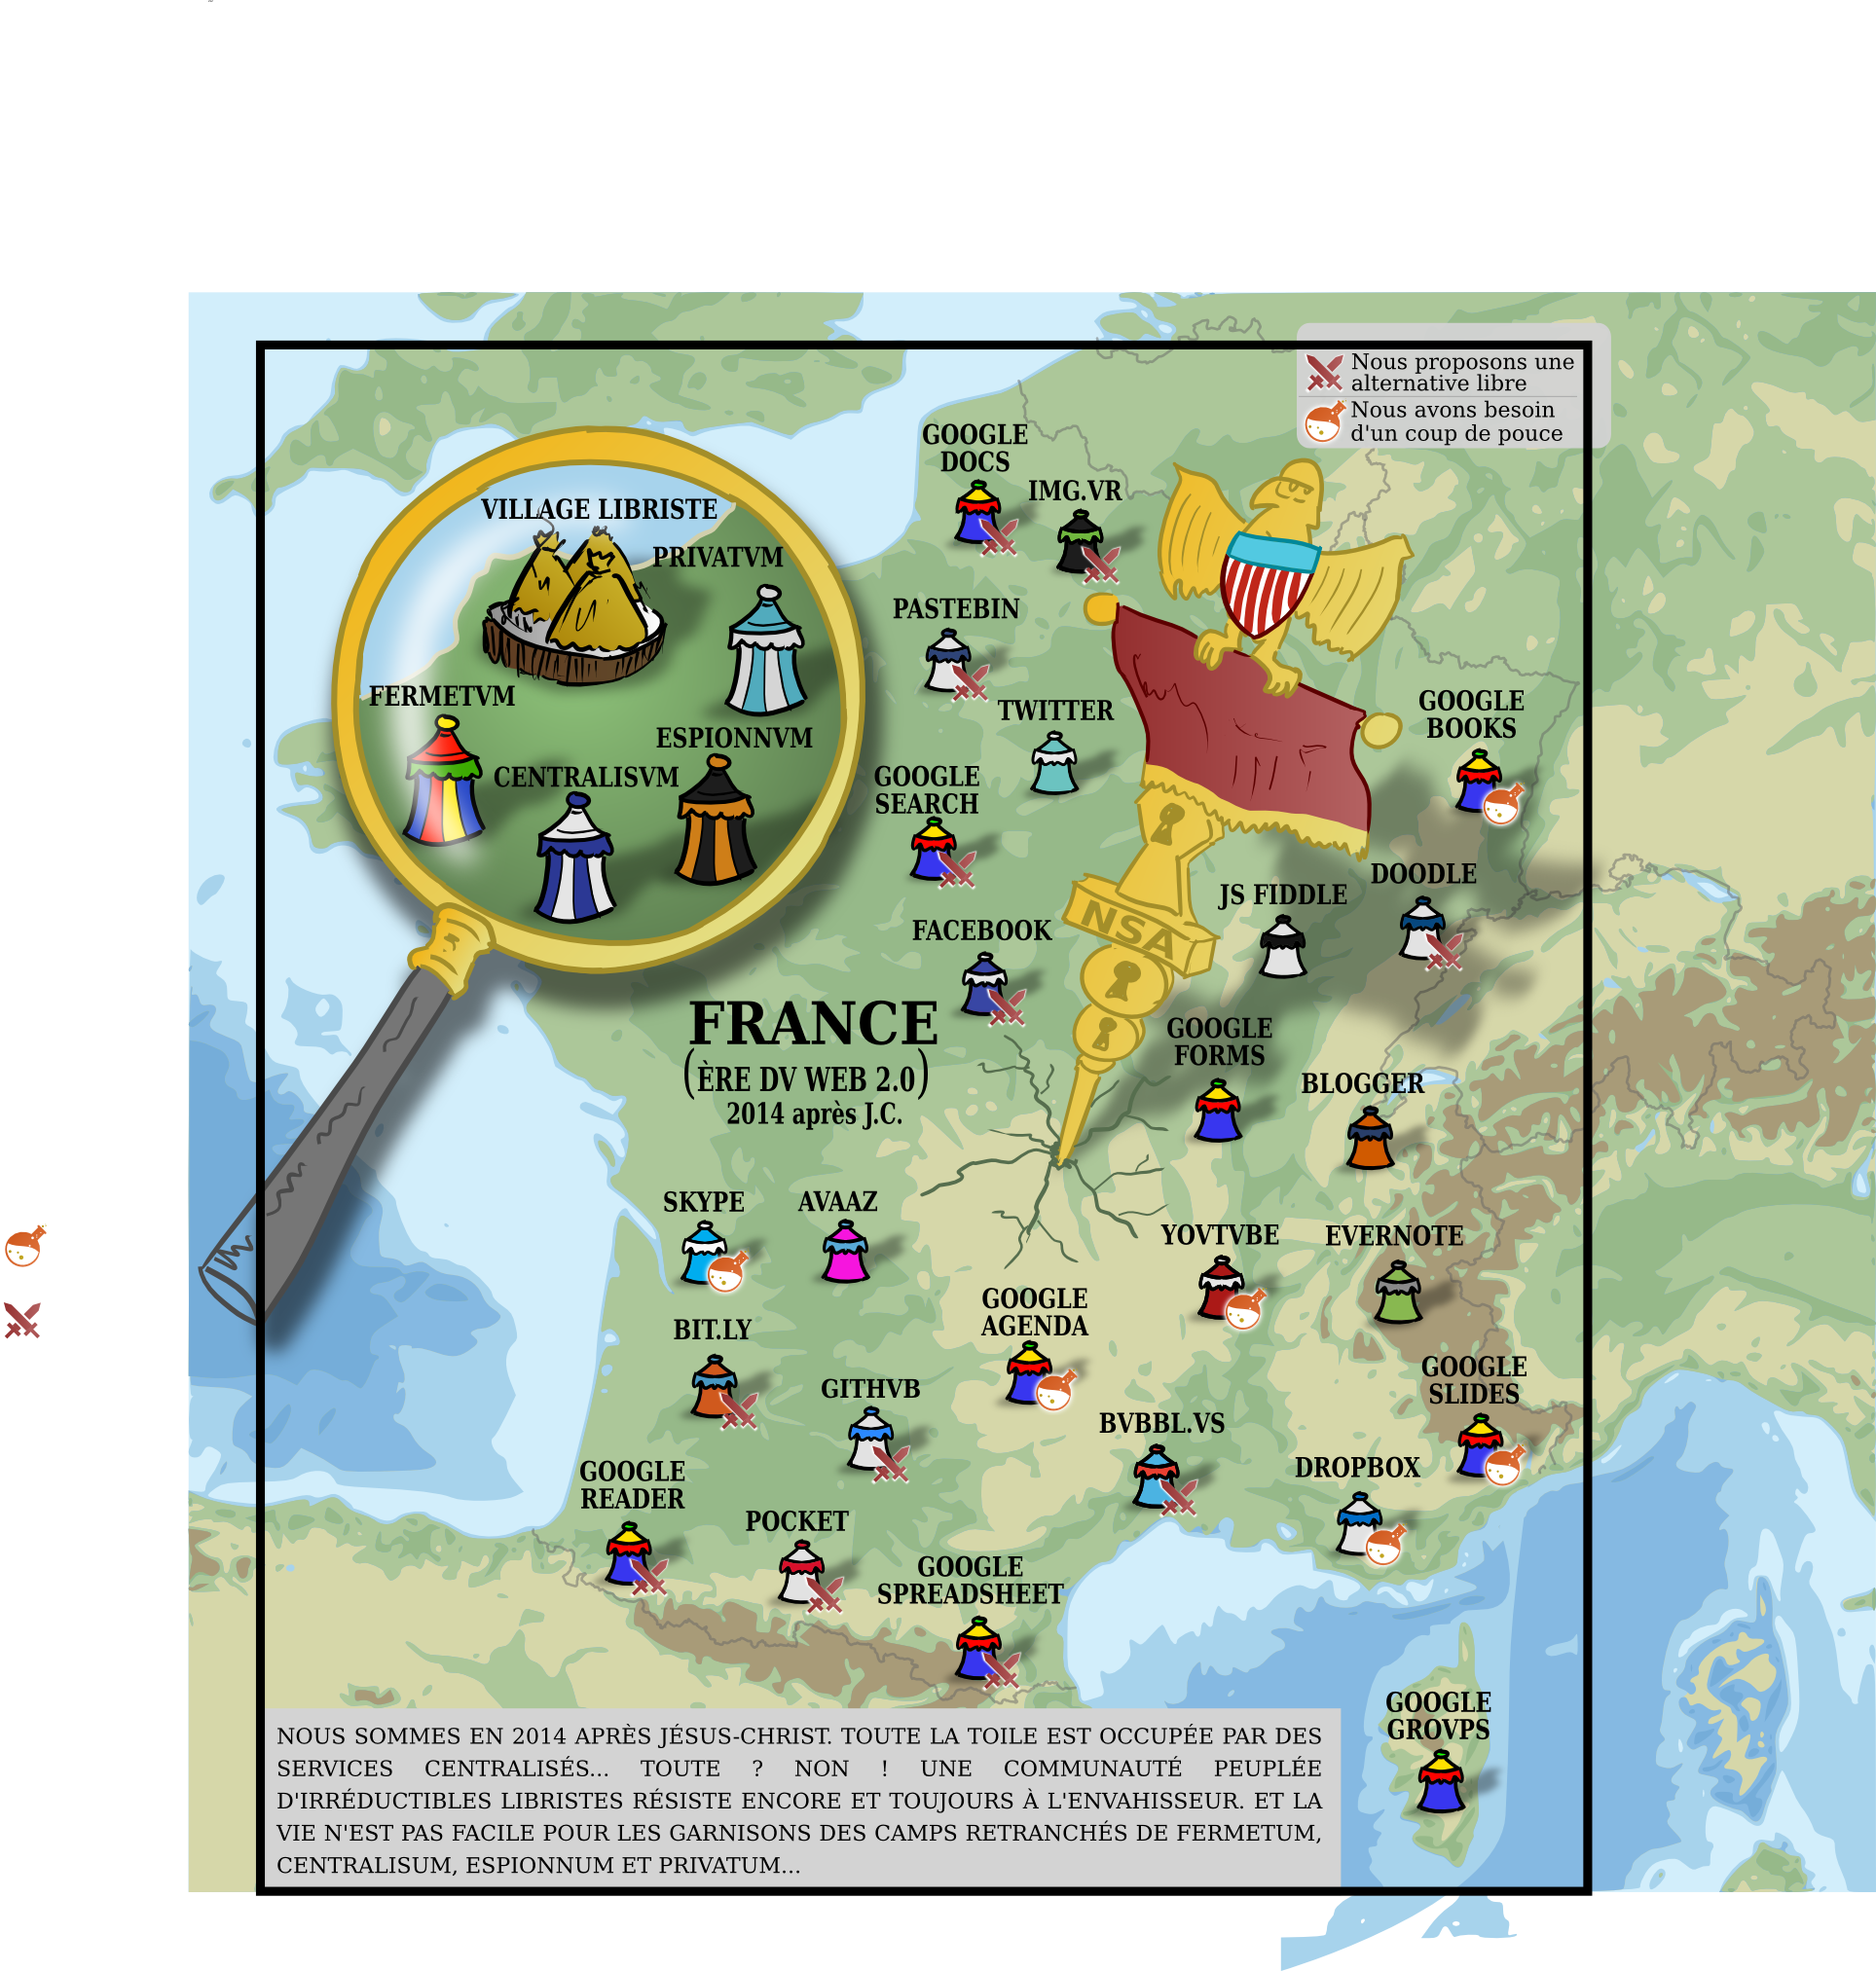 Nous proposons une
alternative libre
Nous avons besoin
d'un coup de pouce
GOOGLE
DOCS
IMG.VR
VILLAGE LIBRISTE
PRIVATVM
PASTEBIN
FERMETVM
TWITTER
GOOGLE
BOOKS
ESPIONNVM
CENTRALISVM
GOOGLE
SEARCH
DOODLE
JS FIDDLE
NSA
FACEBOOK
FRANCE
(ÈRE DV WEB 2.0)
2014 après J.C.
GOOGLE
FORMS
BLOGGER
SKYPE
AVAAZ
YOVTVBE
EVERNOTE
GOOGLE
AGENDA
BIT.LY
GITHVB
GOOGLE
SLIDES
BVBBL.VS
DROPBOX
GOOGLE
READER
POCKET
GOOGLE
SPREADSHEET
GOOGLE
GROVPS
NOUS SOMMES EN 2014 APRÈS JÉSUS-CHRIST. TOUTE LA TOILE EST OCCUPÉE PAR DES
SERVICES CENTRALISÉS... TOUTE ? NON ! UNE COMMUNAUTÉ PEUPLÉE
D'IRRÉDUCTIBLES LIBRISTES RÉSISTE ENCORE ET TOUJOURS À L'ENVAHISSEUR. ET LA
VIE N'EST PAS FACILE POUR LES GARNISONS DES CAMPS RETRANCHÉS DE FERMETUM,
CENTRALISUM, ESPIONNUM ET PRIVATUM...